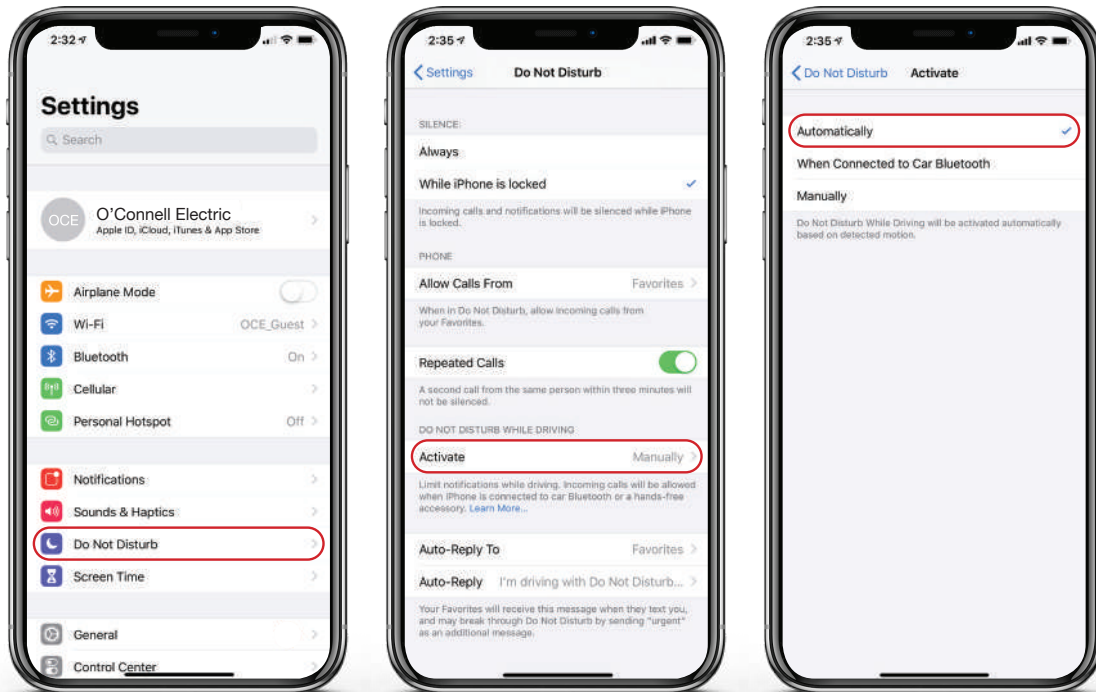 2:32
Settings
Search
OCE
O'Connell Electric
Apple ID, iCloud, iTunes & App Store
Airplane Mode
Wi-Fi OCE_Guest
Bluetooth On
Cellular
Personal Hotspot Off
Notifications
Sounds & Haptics
Do Not Disturb
Screen Time
General
Control Center
2:35
Settings Do Not Disturb
SILENCE:
Always
While iPhone is locked
Incoming calls and notifications will be silenced while iPhone
is locked.
PHONE
Allow Calls From Favorites
When in Do Not Disturb, allow incoming calls from
your Favorites.
Repeated Calls
A second call from the same person within three minutes will
not be silenced.
DO NOT DISTURB WHILE DRIVING
Activate Manually
Limit notifications while driving. Incoming calls will be allowed
when iPhone is connected to car Bluetooth or a hands-free
accessory. Learn More...
Auto-Reply To Favorites
Auto-Reply I'm driving with Do Not Disturb...
Your Favorites will receive this message when they text you,
and may break through Do Not Disturb by sending "urgent"
as an additional message.
2:35
Do Not Disturb Activate
Automatically
When Connected to Car Bluetooth
Manually
Do Not Disturb While Driving will be activated automatically
based on detected motion.